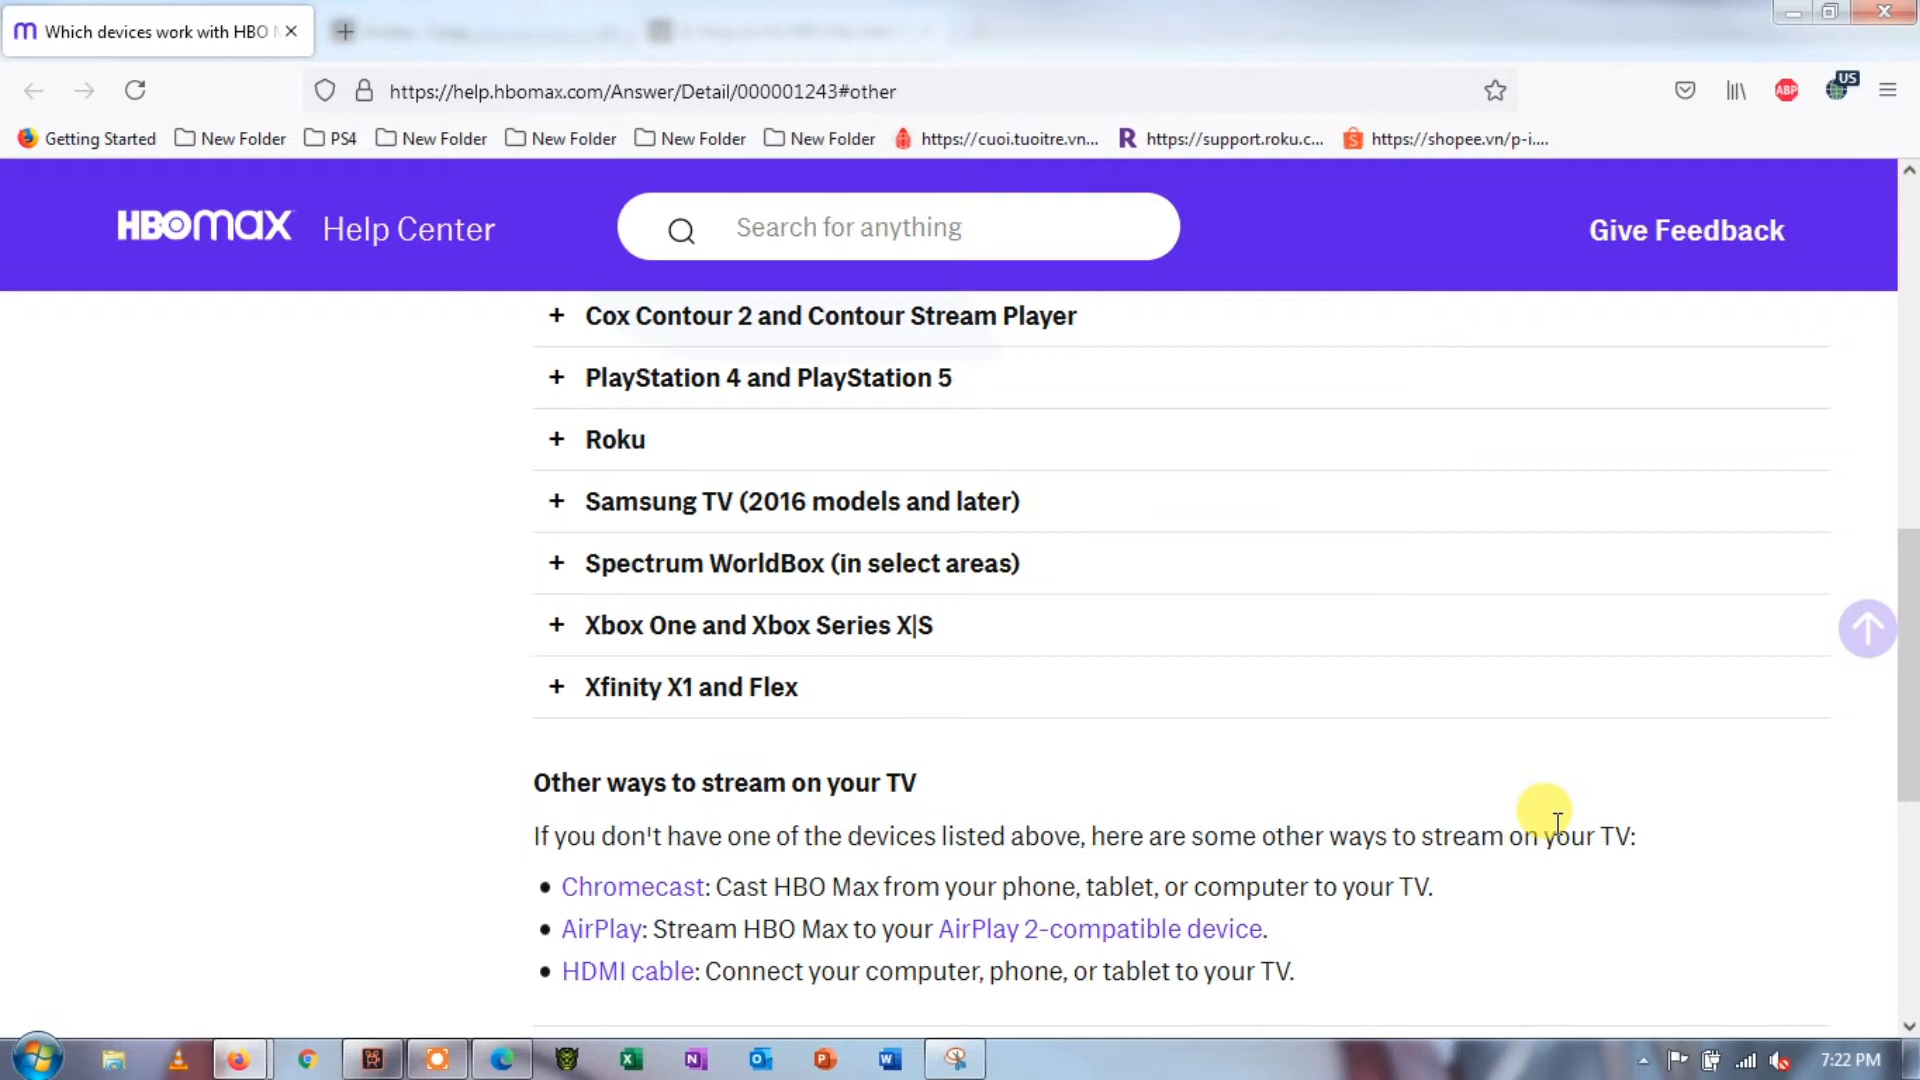 m Which devices work with HBO
https://help.hbomax.com/Answer/Detail/000001243#other
ABP
US
Getting Started New Folder PS4 New Folder New Folder New Folder New Folder https://cuoi.tuoitre.vn... R https://support.roku.c... https://shopee.vn/p-i....
HBOMAX Help Center Search for anything Give Feedback
+ Cox Contour 2 and Contour Stream Player
+ PlayStation 4 and PlayStation 5
+ Roku
+ Samsung TV (2016 models and later)
+ Spectrum WorldBox (in select areas)
+ Xbox One and Xbox Series X|S
+ Xfinity X1 and Flex
Other ways to stream on your TV
If you don't have one of the devices listed above, here are some other ways to stream on your TV:
• Chromecast: Cast HBO Max from your phone, tablet, or computer to your TV.
• AirPlay: Stream HBO Max to your AirPlay 2-compatible device.
• HDMI cable: Connect your computer, phone, or tablet to your TV.
7:22 PM